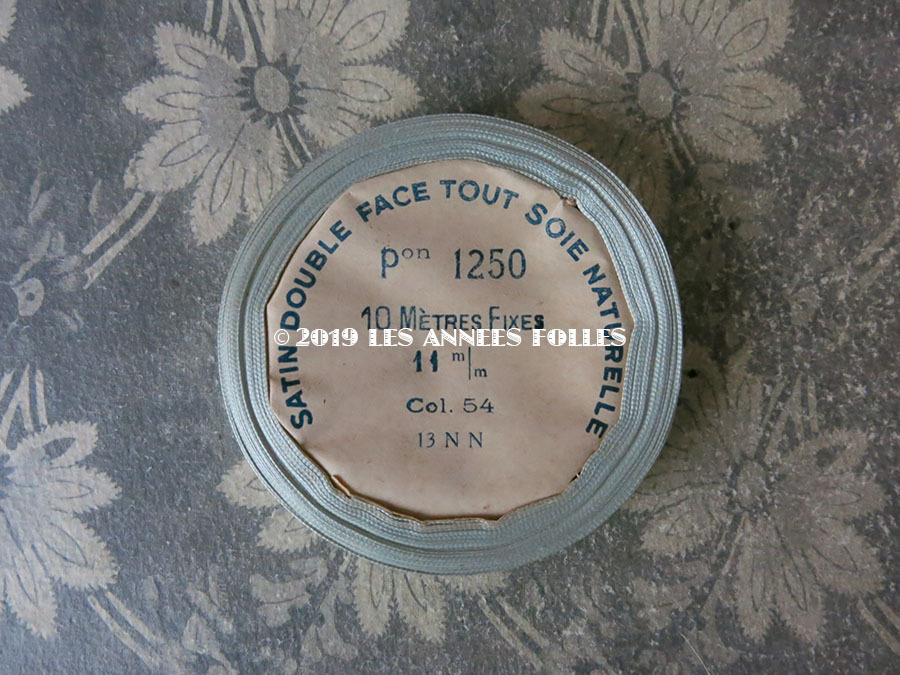 SATIN DOUBLE FACE TOUT SOIE NATURELLE
Pon 1250
10 MÈTRES FIXES
© 2019 LES ANNEES FOLLES
11 m/m
Col. 54
13 N N